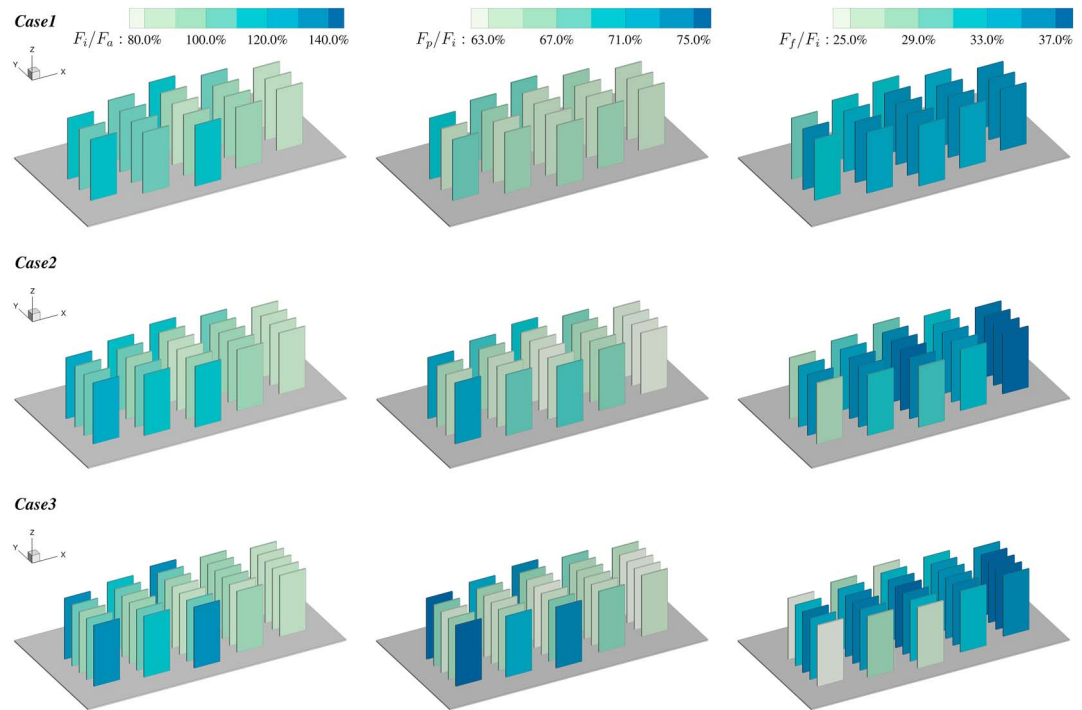 Case1
F_i/F_a : 80.0% 100.0% 120.0% 140.0%
F_p/F_i : 63.0% 67.0% 71.0% 75.0%
F_f/F_i : 25.0% 29.0% 33.0% 37.0%
Z
Y
X
Case2
Z
Y
X
Case3
Z
Y
X